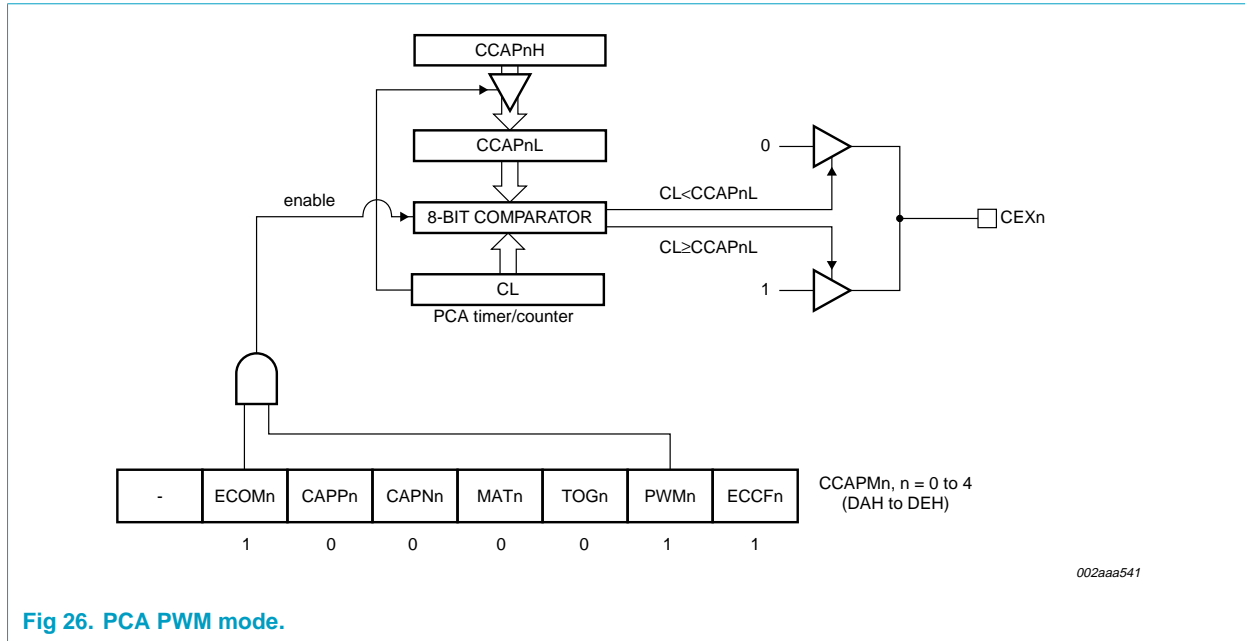 CCAPnH
CCAPnL
0
CL<CCAPnL
enable
8-BIT COMPARATOR
CEXn
CL≥CCAPnL
CL
1
PCA timer/counter
- ECOMn CAPPn CAPNn MATn TOGn PWMn ECCFn
CCAPMn, n = 0 to 4
(DAH to DEH)
1 0 0 0 0 1 1
002aaa541
Fig 26. PCA PWM mode.